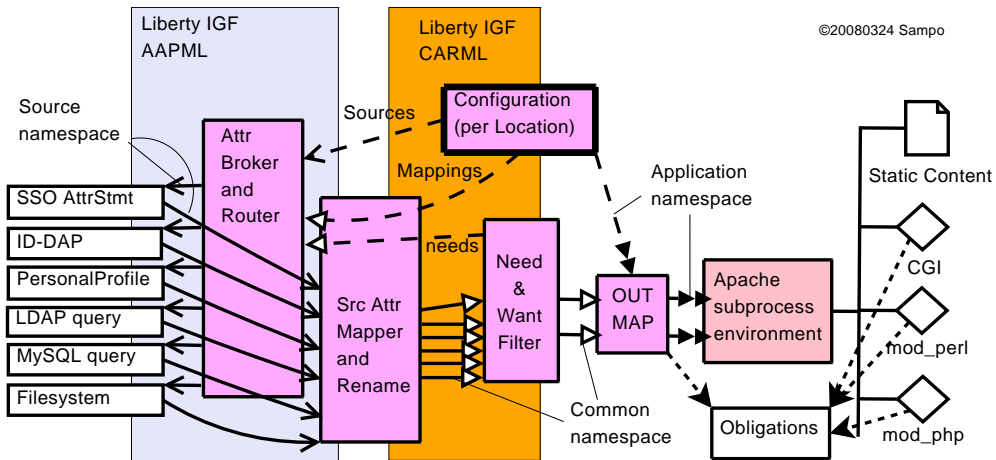 Liberty IGF
AAPML
Liberty IGF
CARML
©20080324 Sampo
Source
namespace
Sources
Configuration
(per Location)
Attr
Broker
and
Router
Mappings
Application
namespace
Static Content
SSO AttrStmt
ID-DAP
PersonalProfile
LDAP query
MySQL query
Filesystem
needs
Src Attr
Mapper
and
Rename
Need
&
Want
Filter
OUT
MAP
Apache
subprocess
environment
CGI
mod_perl
mod_php
Common
namespace
Obligations